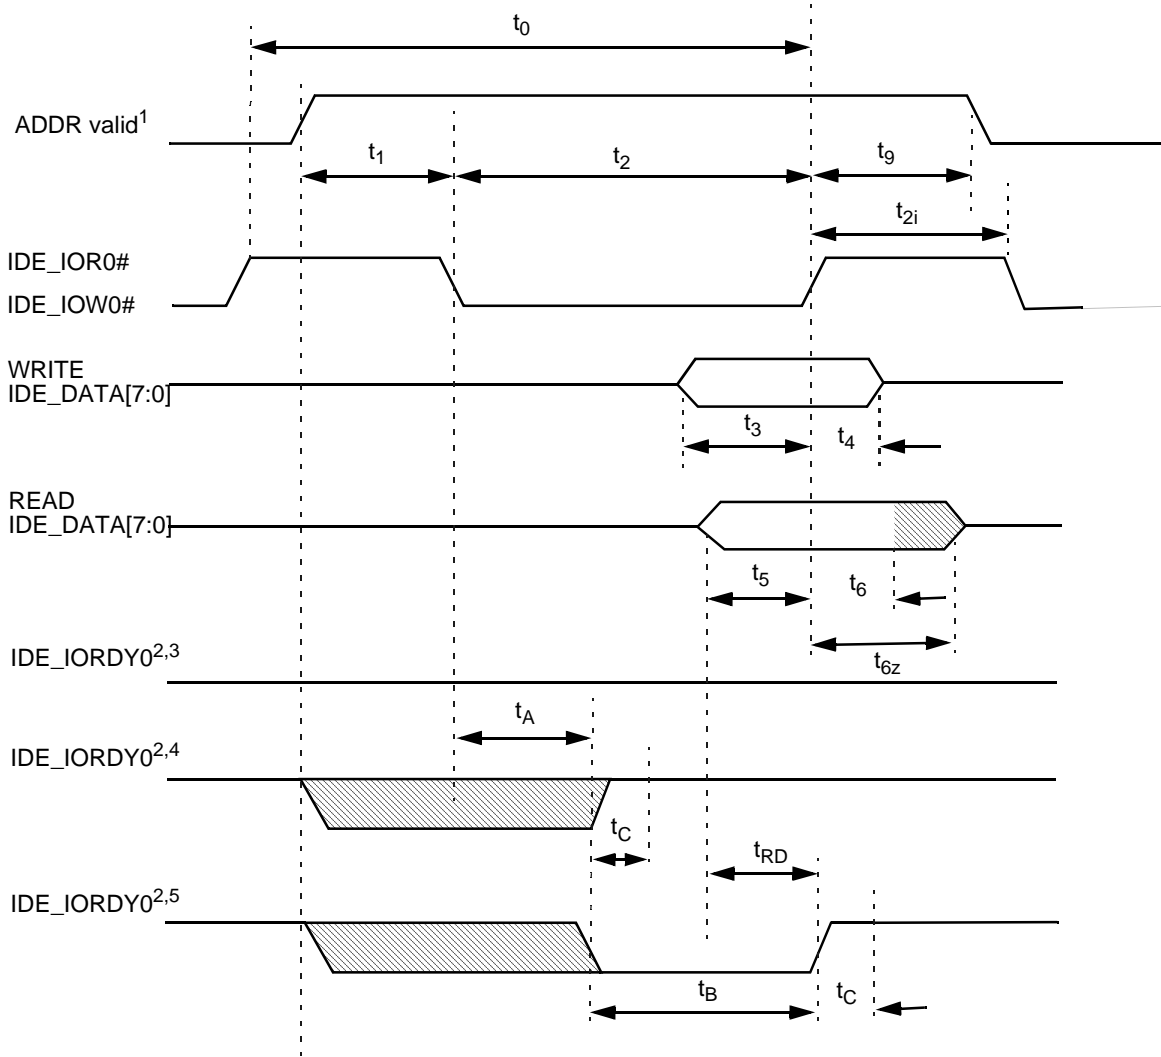 t0
ADDR valid1
t1
t2
t9
t2i
IDE_IOR0#
IDE_IOW0#
WRITE
IDE_DATA[7:0]
t3
t4
READ
IDE_DATA[7:0]
t5
t6
IDE_IORDY02,3
t6z
tA
IDE_IORDY02,4
tC
tRD
IDE_IORDY02,5
tB
tC